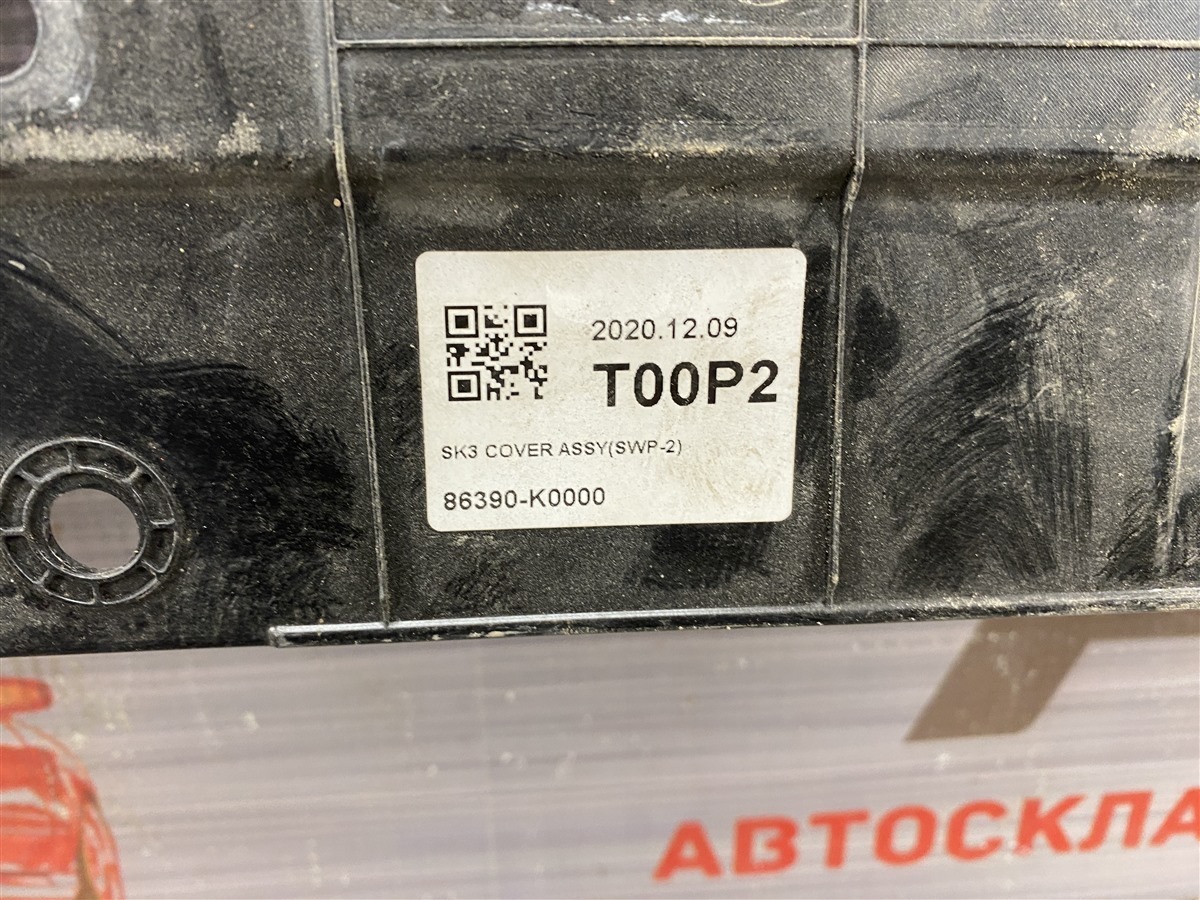 2020.12.09
T00P2
SK3 COVER ASSY(SWP-2)
86390-K0000
АВТОСКЛА